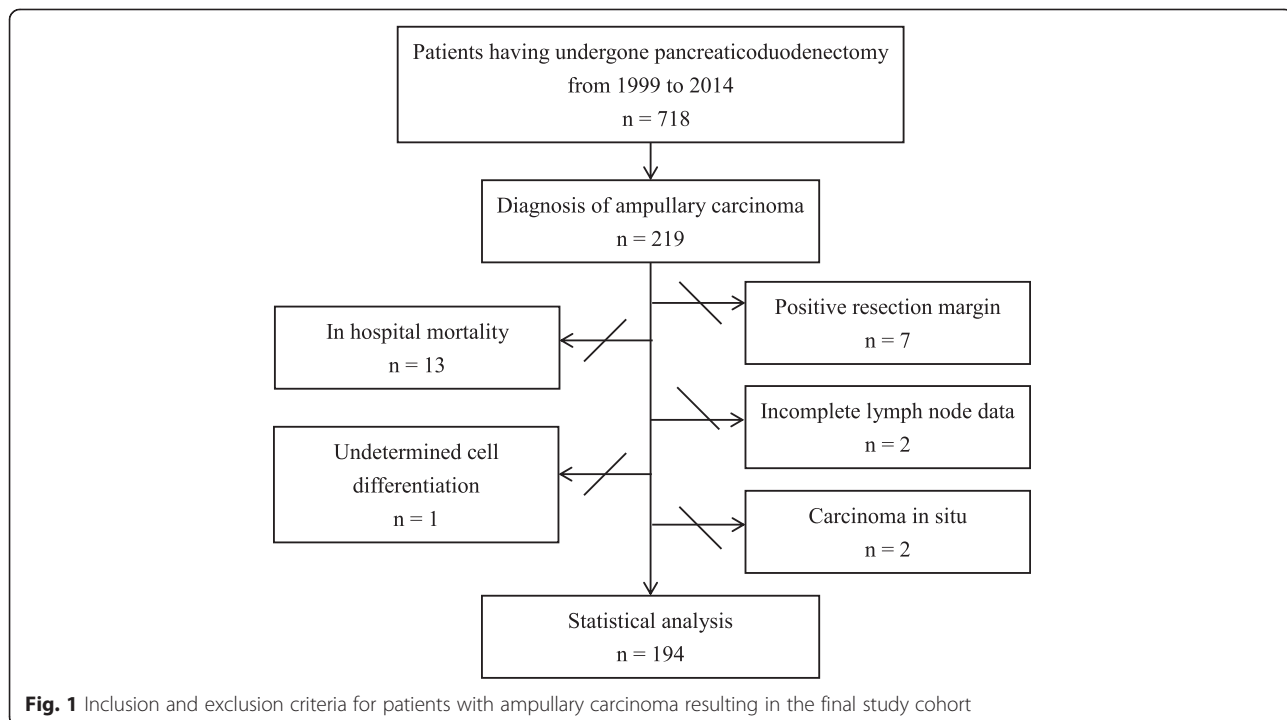 Patients having undergone pancreaticoduodenectomy
from 1999 to 2014
n = 718
Diagnosis of ampullary carcinoma
n = 219
Positive resection margin
n = 7
In hospital mortality
n = 13
Incomplete lymph node data
n = 2
Undetermined cell
differentiation
n = 1
Carcinoma in situ
n = 2
Statistical analysis
n = 194
Fig. 1 Inclusion and exclusion criteria for patients with ampullary carcinoma resulting in the final study cohort